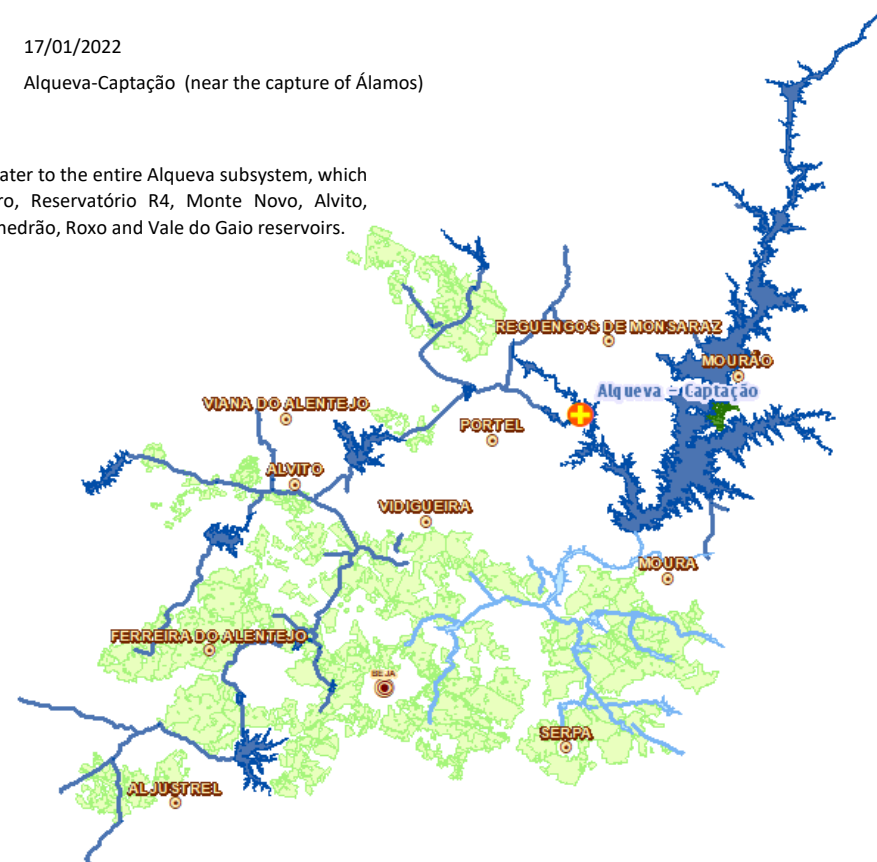 17/01/2022
Alqueva-Captação (near the capture of Álamos)
ater to the entire Alqueva subsystem, which
ro, Reservatório R4, Monte Novo, Alvito,
hedrão, Roxo and Vale do Gaio reservoirs.
REGUENGOS DE MONSARAZ
MOURÃO
Alqueva - Captação
VIANA DO ALENTEJO
PORTEL
ALVITO
VIDIGUEIRA
MOURA
FERREIRA DO ALENTEJO
BEJA
SERPA
ALJUSTREL